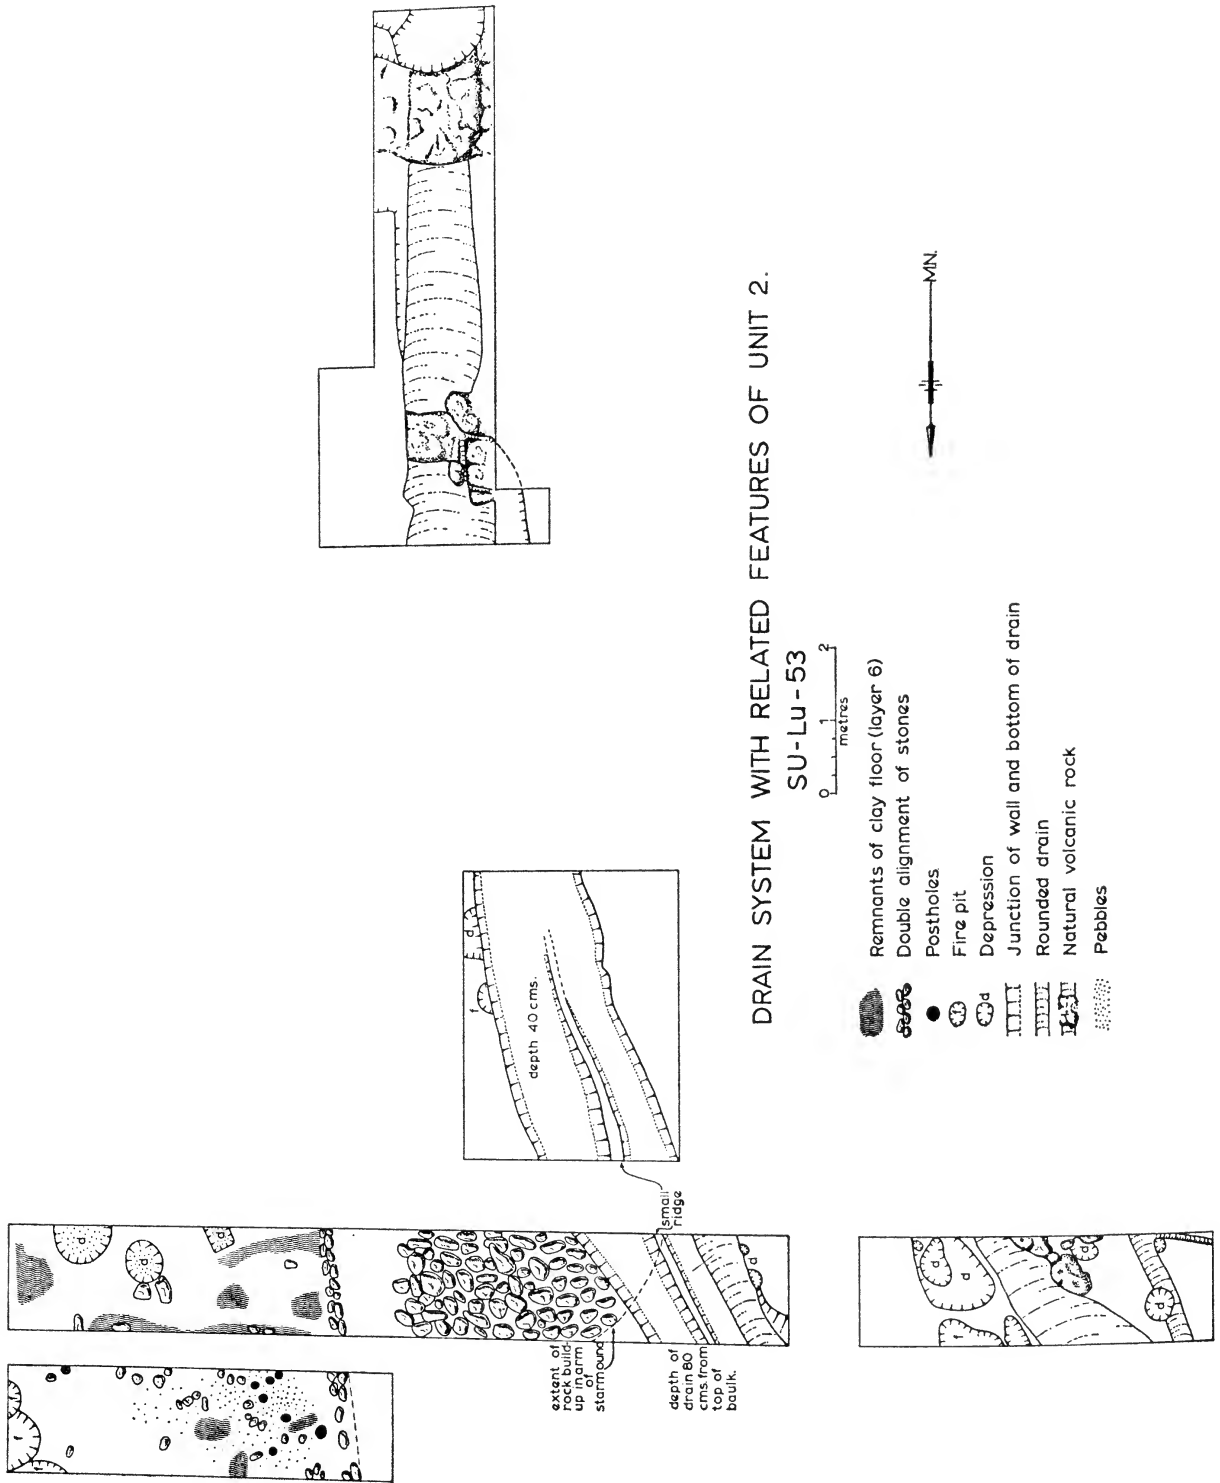 DRAIN SYSTEM WITH RELATED FEATURES OF UNIT 2.
SU-Lu-53
0 1 2
metres
Remnants of clay floor (layer 6)
Double alignment of stones
Postholes
Fire pit
d Depression
Junction of wall and bottom of drain
Rounded drain
Natural volcanic rock
Pebbles
MN.
depth 40 cms.
f
d
small
ridge
extent of
rock build-
up in arm
of
starmound
depth of
drain 80
cms. from
top of
baulk.
d
d
d
d
d
d
d
d
f
f
f